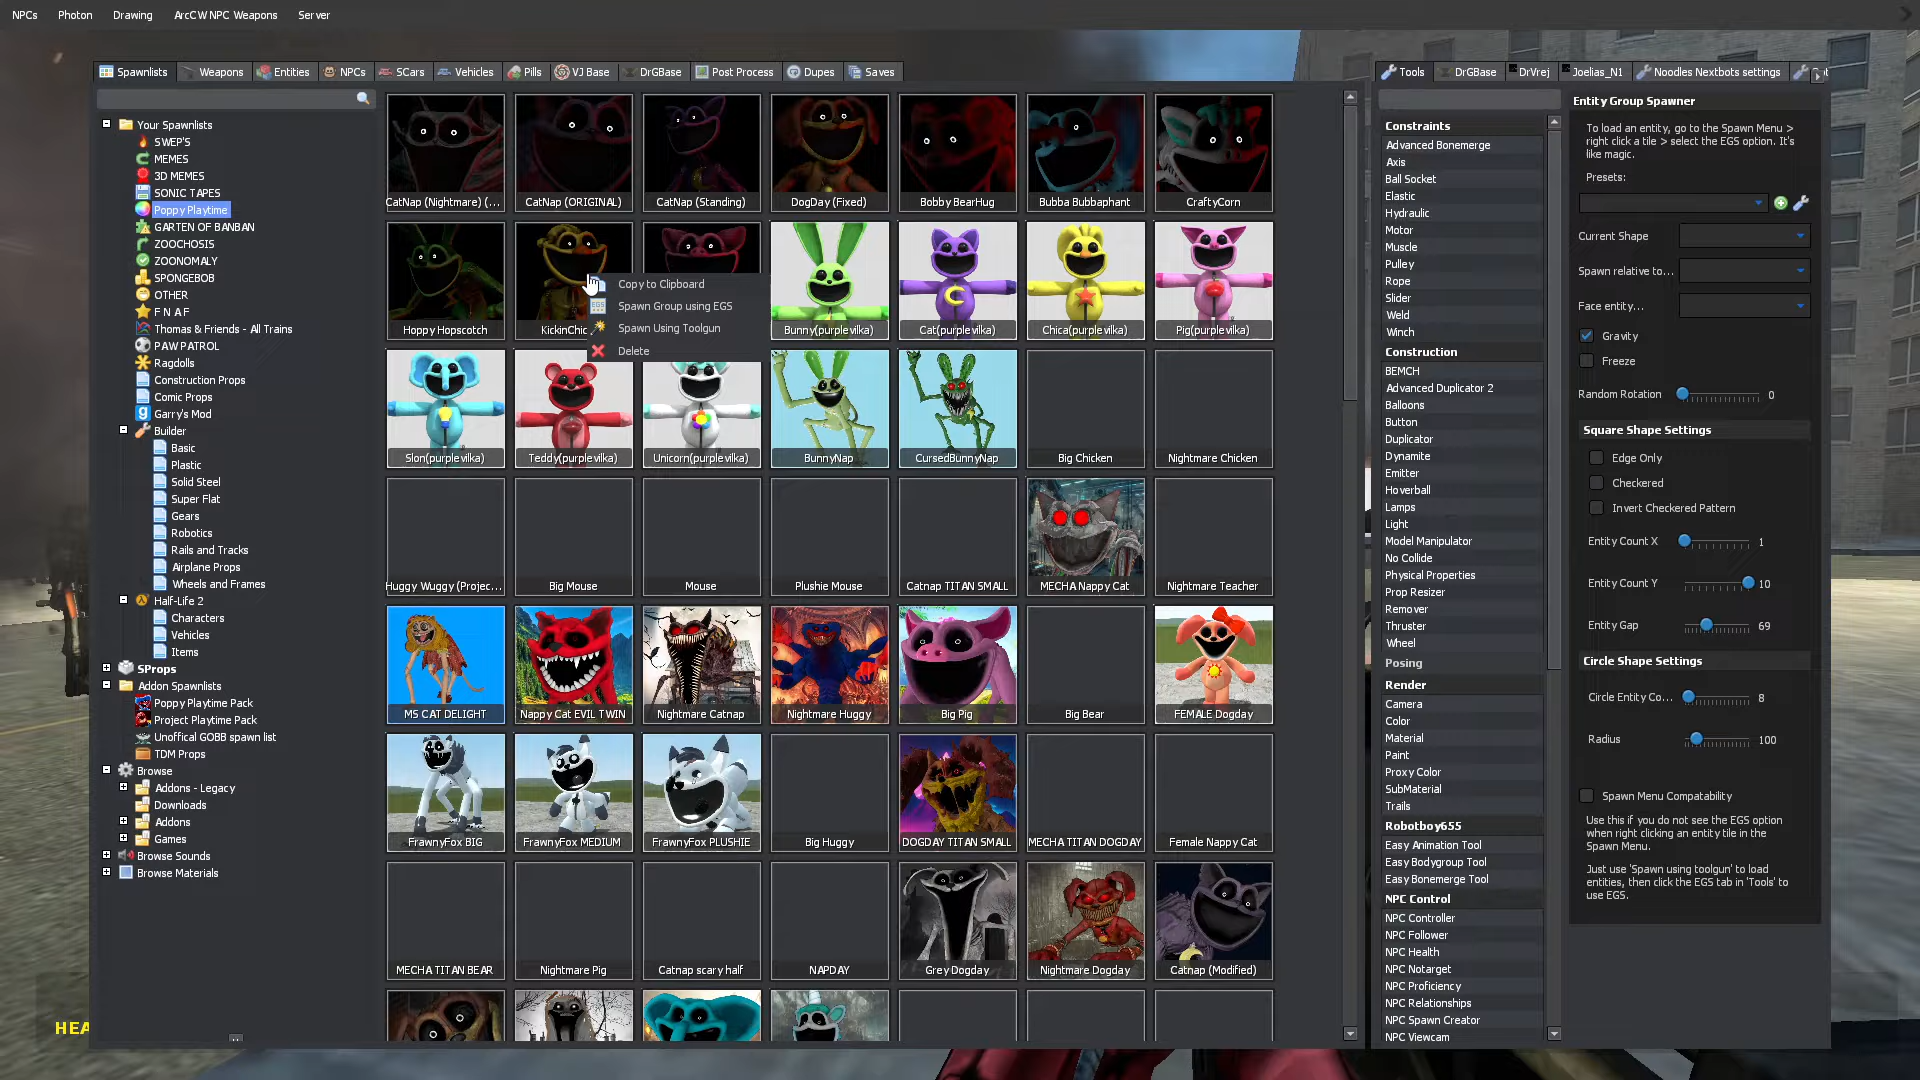 NPCs Photon Drawing ArcCW NPC Weapons Server
Spawnlists Weapons Entities NPCs SCars Vehicles Pills VJ Base DrGBase Post Process Dupes Saves
Your Spawnlists
SWEP'S
MEMES
3D MEMES
SONIC TAPES
Poppy Playtime
GARTEN OF BANBAN
ZOOCHOSIS
ZOONOMALY
SPONGEBOB
OTHER
F N A F
Thomas & Friends - All Trains
PAW PATROL
Ragdolls
Construction Props
Comic Props
Garry's Mod
Builder
Basic
Plastic
Solid Steel
Super Flat
Gears
Robotics
Rails and Tracks
Airplane Props
Wheels and Frames
Half-Life 2
Characters
Vehicles
Items
SProps
Addon Spawnlists
Poppy Playtime Pack
Project Playtime Pack
Unoffical GOBB spawn list
TDM Props
Browse
Addons - Legacy
Downloads
Addons
Games
Browse Sounds
Browse Materials
HEA
CatNap (Nightmare) (... CatNap (ORIGINAL) CatNap (Standing) DogDay (Fixed) Bobby BearHug Bubba Bubbaphant CraftyCorn
Hoppy Hopscotch KickinChic Bunny(purplevilka) Cat(purplevilka) Chica(purplevilka) Pig(purplevilka)
Copy to Clipboard
EGS Spawn Group using EGS
Spawn Using Toolgun
Delete
Slon(purplevilka) Teddy(purplevilka) Unicorn(purplevilka) BunnyNap CursedBunnyNap Big Chicken Nightmare Chicken
Huggy Wuggy (Projec... Big Mouse Mouse Plushie Mouse Catnap TITAN SMALL MECHA Nappy Cat Nightmare Teacher
MS CAT DELIGHT Nappy Cat EVIL TWIN Nightmare Catnap Nightmare Huggy Big Pig Big Bear FEMALE Dogday
FrawnyFox BIG FrawnyFox MEDIUM FrawnyFox PLUSHIE Big Huggy DOGDAY TITAN SMALL MECHA TITAN DOGDAY Female Nappy Cat
MECHA TITAN BEAR Nightmare Pig Catnap scary half NAPDAY Grey Dogday Nightmare Dogday Catnap (Modified)
Tools DrGBase DrVrej Joelias_N1 Noodles Nextbots settings
Constraints
Advanced Bonemerge
Axis
Ball Socket
Elastic
Hydraulic
Motor
Muscle
Pulley
Rope
Slider
Weld
Winch
Construction
BEMCH
Advanced Duplicator 2
Balloons
Button
Duplicator
Dynamite
Emitter
Hoverball
Lamps
Light
Model Manipulator
No Collide
Physical Properties
Prop Resizer
Remover
Thruster
Wheel
Posing
Render
Camera
Color
Material
Paint
Proxy Color
SubMaterial
Trails
Robotboy655
Easy Animation Tool
Easy Bodygroup Tool
Easy Bonemerge Tool
NPC Control
NPC Controller
NPC Follower
NPC Health
NPC Notarget
NPC Proficiency
NPC Relationships
NPC Spawn Creator
NPC Viewcam
Entity Group Spawner
To load an entity, go to the Spawn Menu >
right click a tile > select the EGS option. It's
like magic.
Presets:
Current Shape
Spawn relative to...
Face entity...
Gravity
Freeze
Random Rotation 0
Square Shape Settings
Edge Only
Checkered
Invert Checkered Pattern
Entity Count X 1
Entity Count Y 10
Entity Gap 69
Circle Shape Settings
Circle Entity Co... 8
Radius 100
Spawn Menu Compatability
Use this if you do not see the EGS option
when right clicking an entity tile in the
Spawn Menu.
Just use 'Spawn using toolgun' to load
entities, then click the EGS tab in 'Tools' to
use EGS.